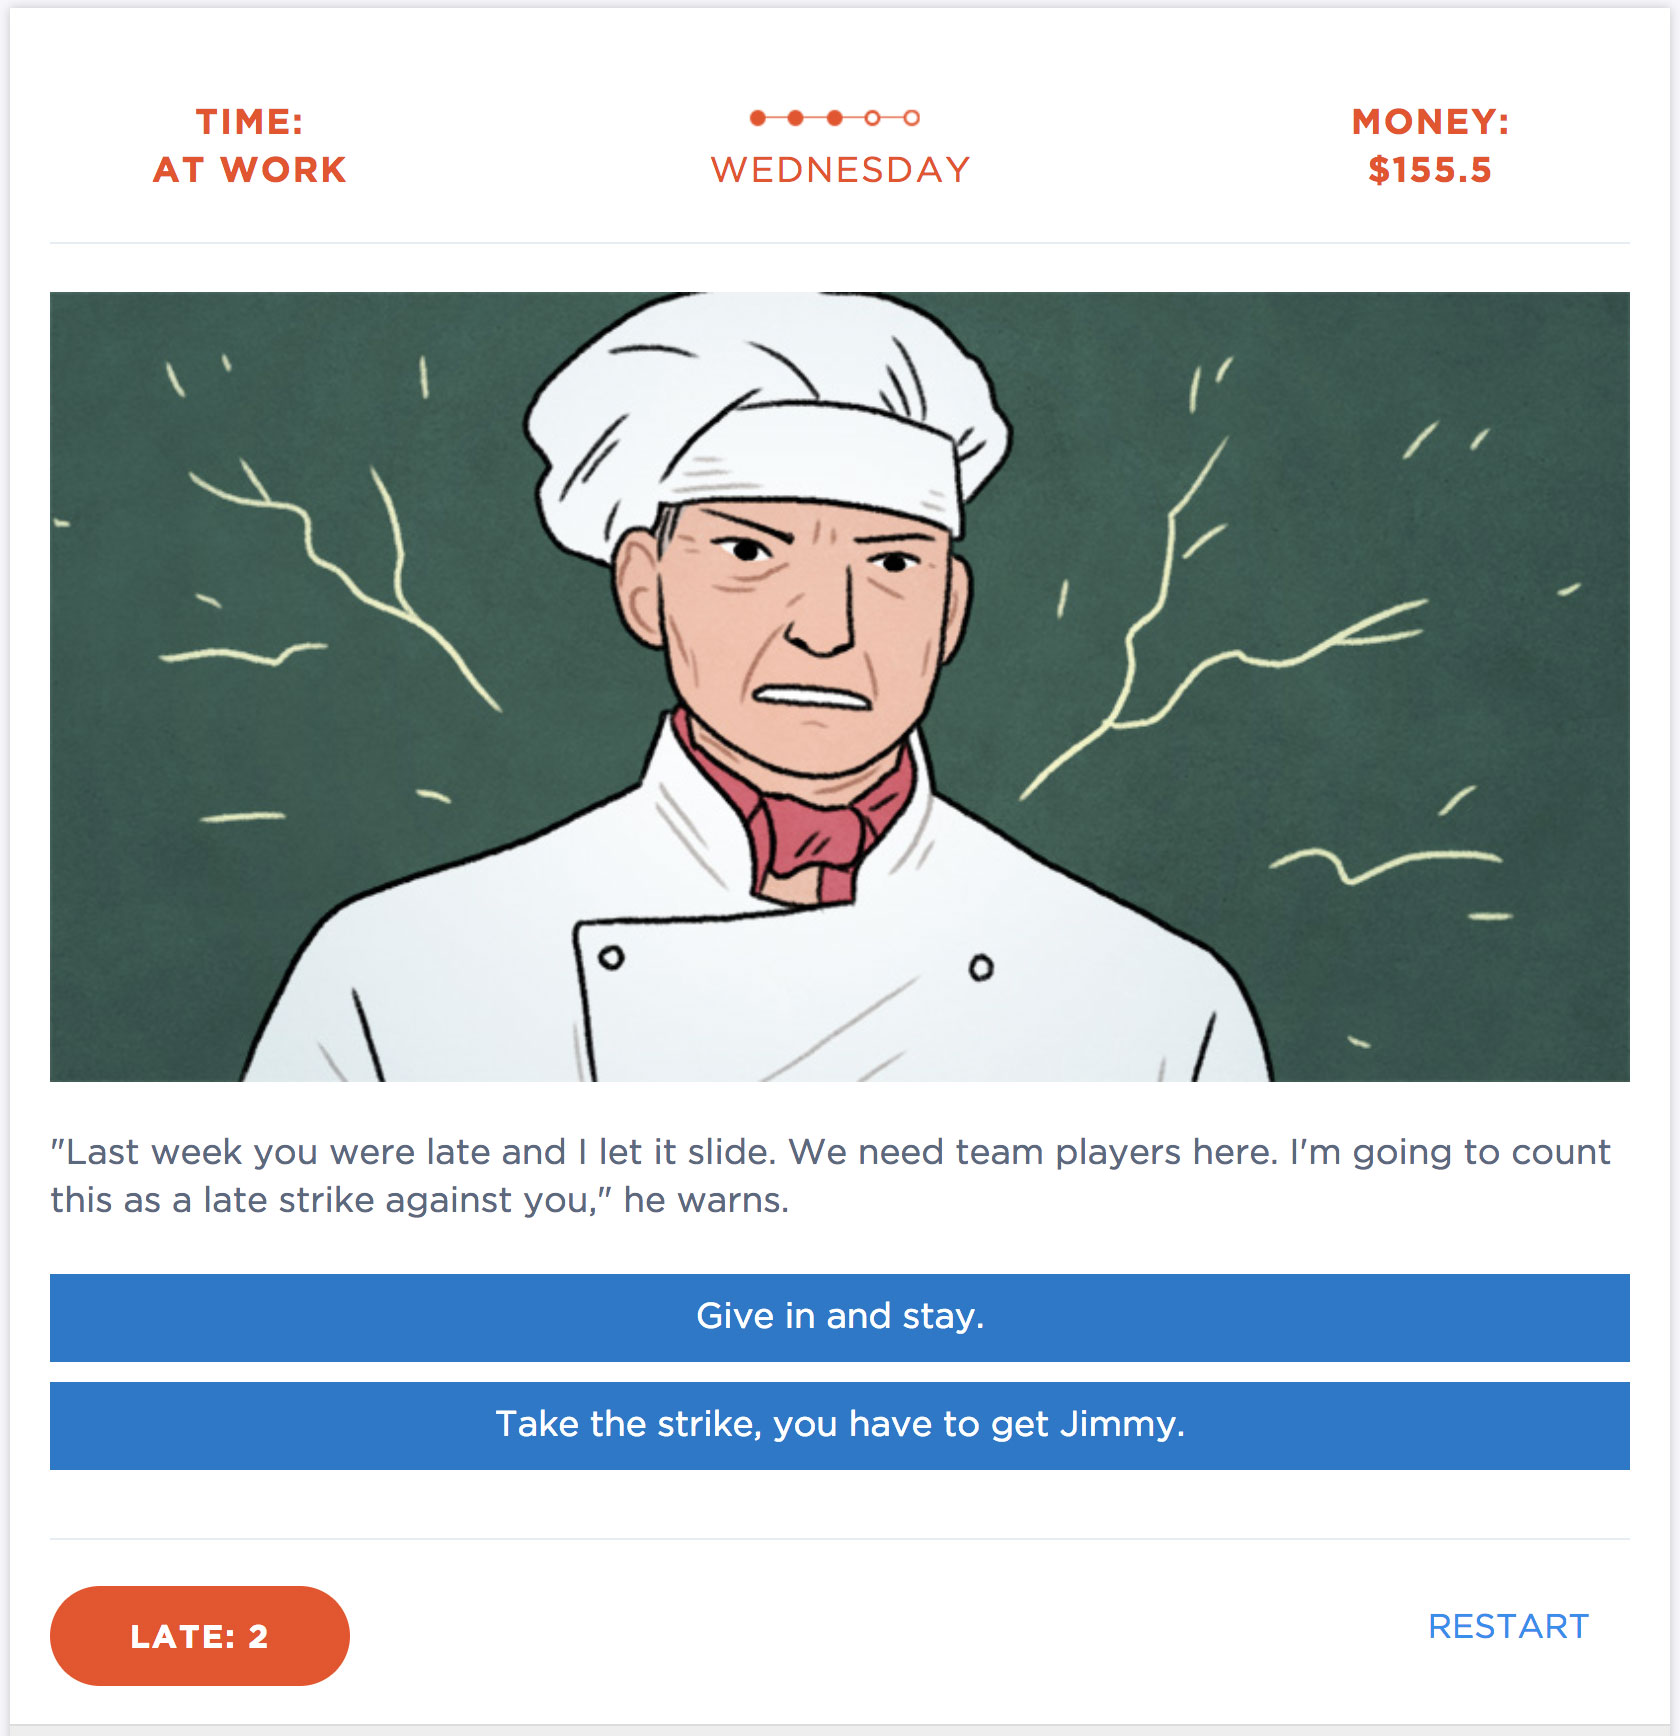 TIME:
AT WORK
WEDNESDAY
MONEY:
$155.5
"Last week you were late and I let it slide. We need team players here. I'm going to count
this as a late strike against you," he warns.
Give in and stay.
Take the strike, you have to get Jimmy.
LATE: 2
RESTART